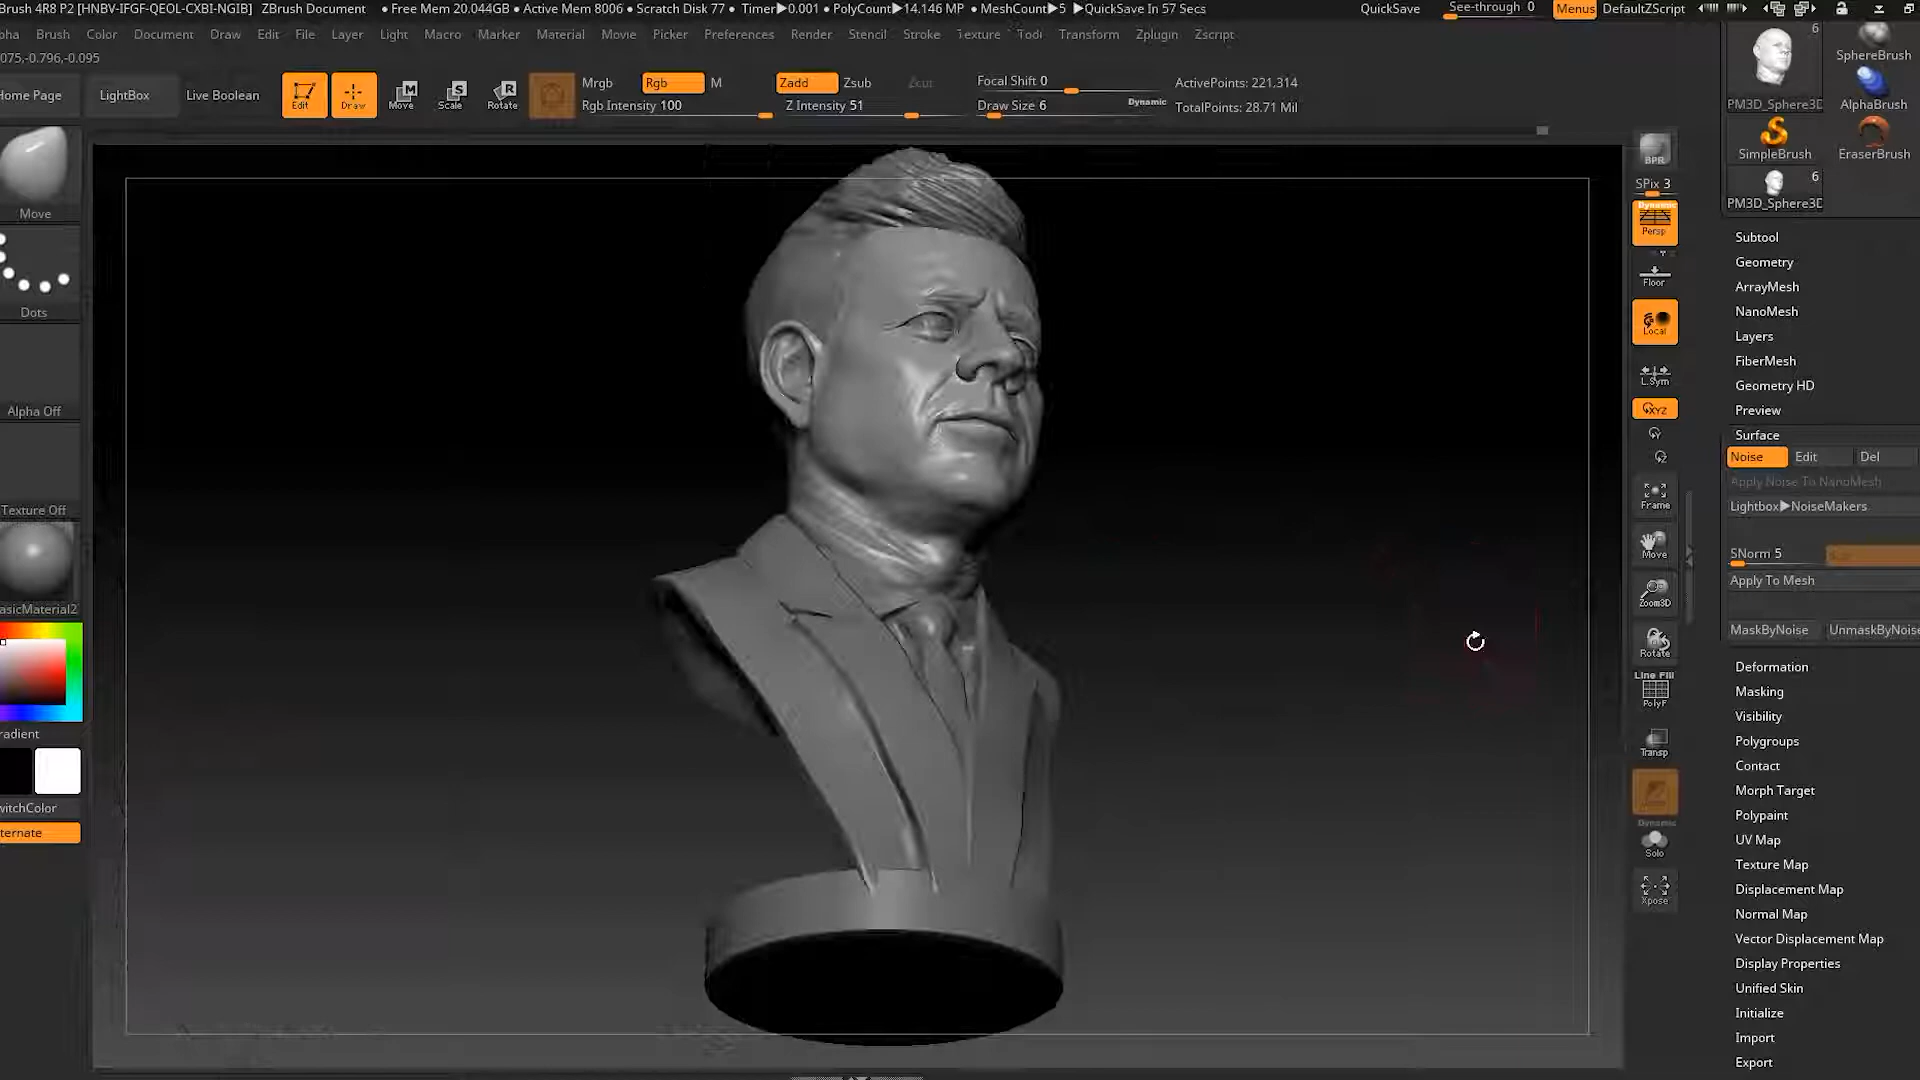 Brush 4R8 P2 [HNBV-IFGF-QEOL-CXBI-NGIB] ZBrush Document • Free Mem 20.044GB • Active Mem 8006 • Scratch Disk 77 • Timer▶0.001 • PolyCount▶14.146 MP • MeshCount▶5 ▶QuickSave In 57 Secs QuickSave See-through 0 Menus DefaultZScript
pha Brush Color Document Draw Edit File Layer Light Macro Marker Material Movie Picker Preferences Render Stencil Stroke Texture Tool Transform Zplugin Zscript
075,-0.796,-0.095
Home Page LightBox Live Boolean Edit Draw Move Scale Rotate
Mrgb Rgb M Zadd Zsub Zcut Focal Shift 0 ActivePoints: 221,314
Rgb Intensity 100 Z Intensity 51 Draw Size 6 Dynamic TotalPoints: 28.71 Mil
Move
Dots
Alpha Off
Texture Off
asicMaterial2
radient
witchColor
ternate
BPR
SPix 3
Dynamic
Persp
Floor
Local
L.Sym
XYZ
Frame
Move
Zoom3D
Rotate
Line Fill
PolyF
Transp
Dynamic
Solo
Xpose
6 SphereBrush
PM3D_Sphere3D AlphaBrush
SimpleBrush EraserBrush
6
PM3D_Sphere3D
Subtool
Geometry
ArrayMesh
NanoMesh
Layers
FiberMesh
Geometry HD
Preview
Surface
Noise Edit Del
Apply Noise To NanoMesh
Lightbox▶NoiseMakers
SNorm 5
Apply To Mesh
MaskByNoise UnmaskByNoise
Deformation
Masking
Visibility
Polygroups
Contact
Morph Target
Polypaint
UV Map
Texture Map
Displacement Map
Normal Map
Vector Displacement Map
Display Properties
Unified Skin
Initialize
Import
Export